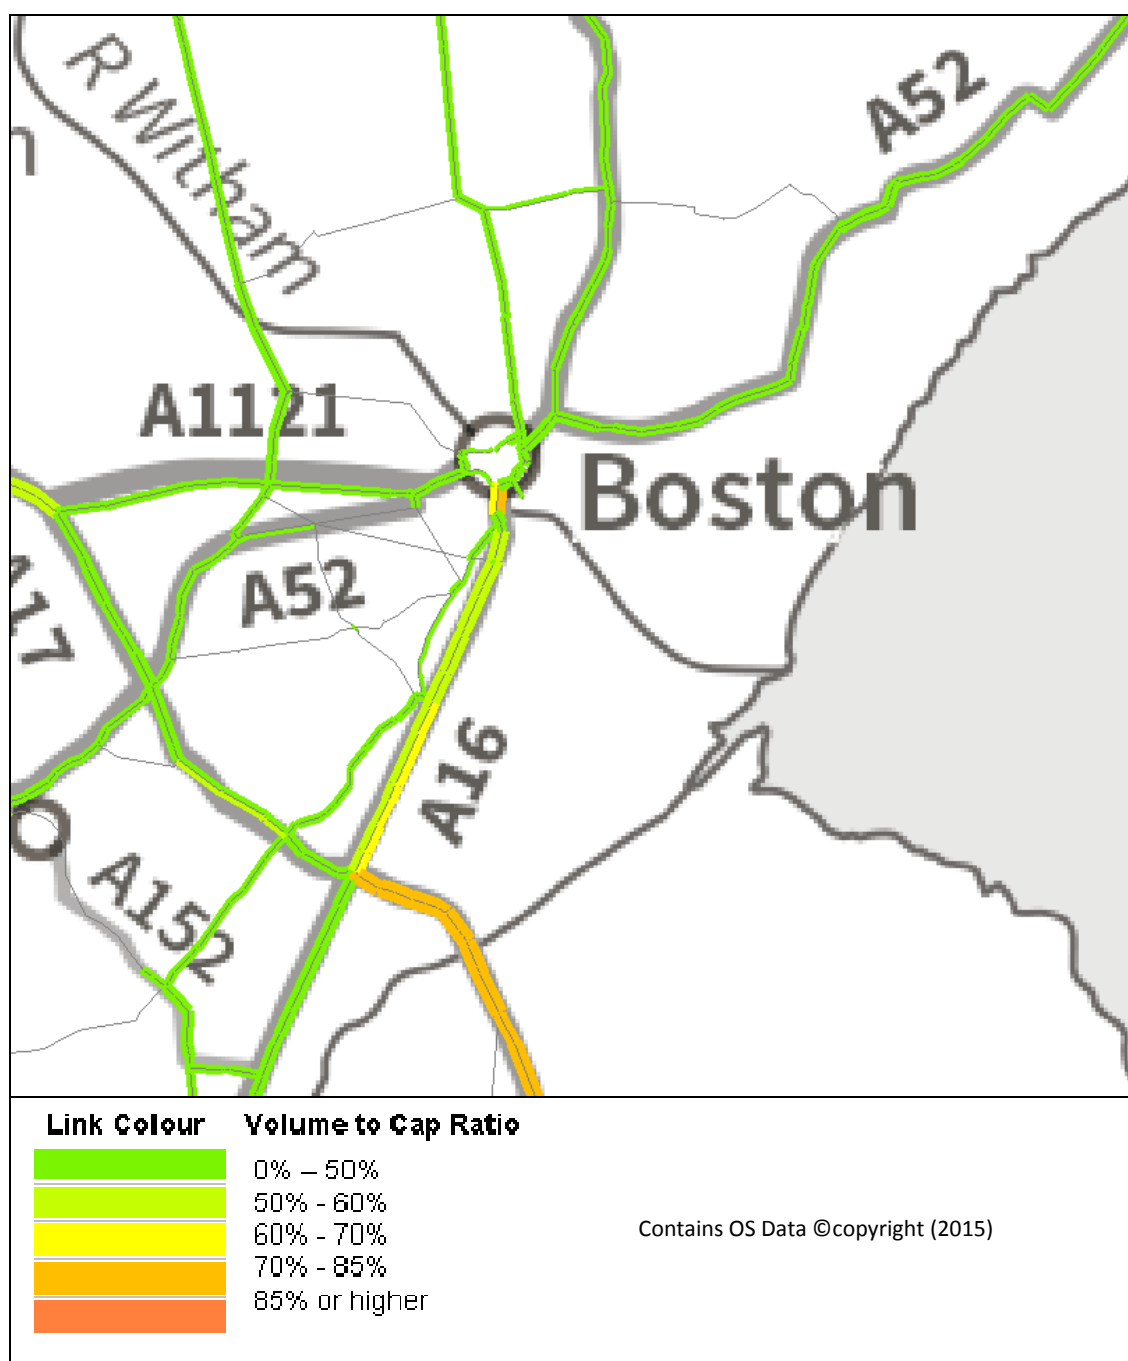 R Witham
A52
n
A1121
Boston
A52
A17
A16
A152
Link Colour Volume to Cap Ratio
0% – 50%
50% - 60%
60% - 70%
70% - 85%
85% or higher
Contains OS Data ©copyright (2015)